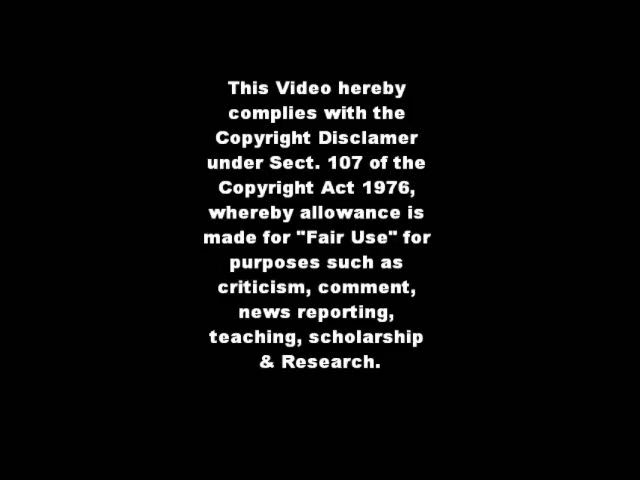 This Video hereby
complies with the
Copyright Disclamer
under Sect. 107 of the
Copyright Act 1976,
whereby allowance is
made for "Fair Use" for
purposes such as
criticism, comment,
news reporting,
teaching, scholarship
& Research.